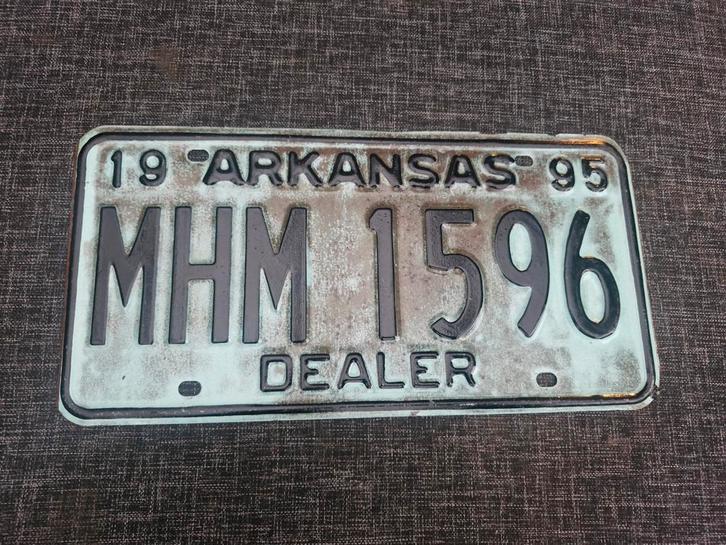 19 ARKANSAS 95
MHM 1596
DEALER